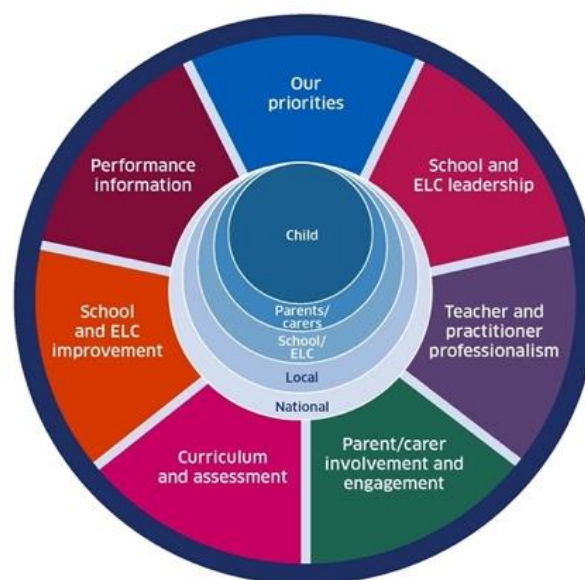 Our
priorities
School and
ELC leadership
Teacher and
practitioner
professionalism
Parent/carer
involvement and
engagement
Curriculum
and assessment
School
and ELC
improvement
Performance
information
Child
Parents/
carers
School/
ELC
Local
National